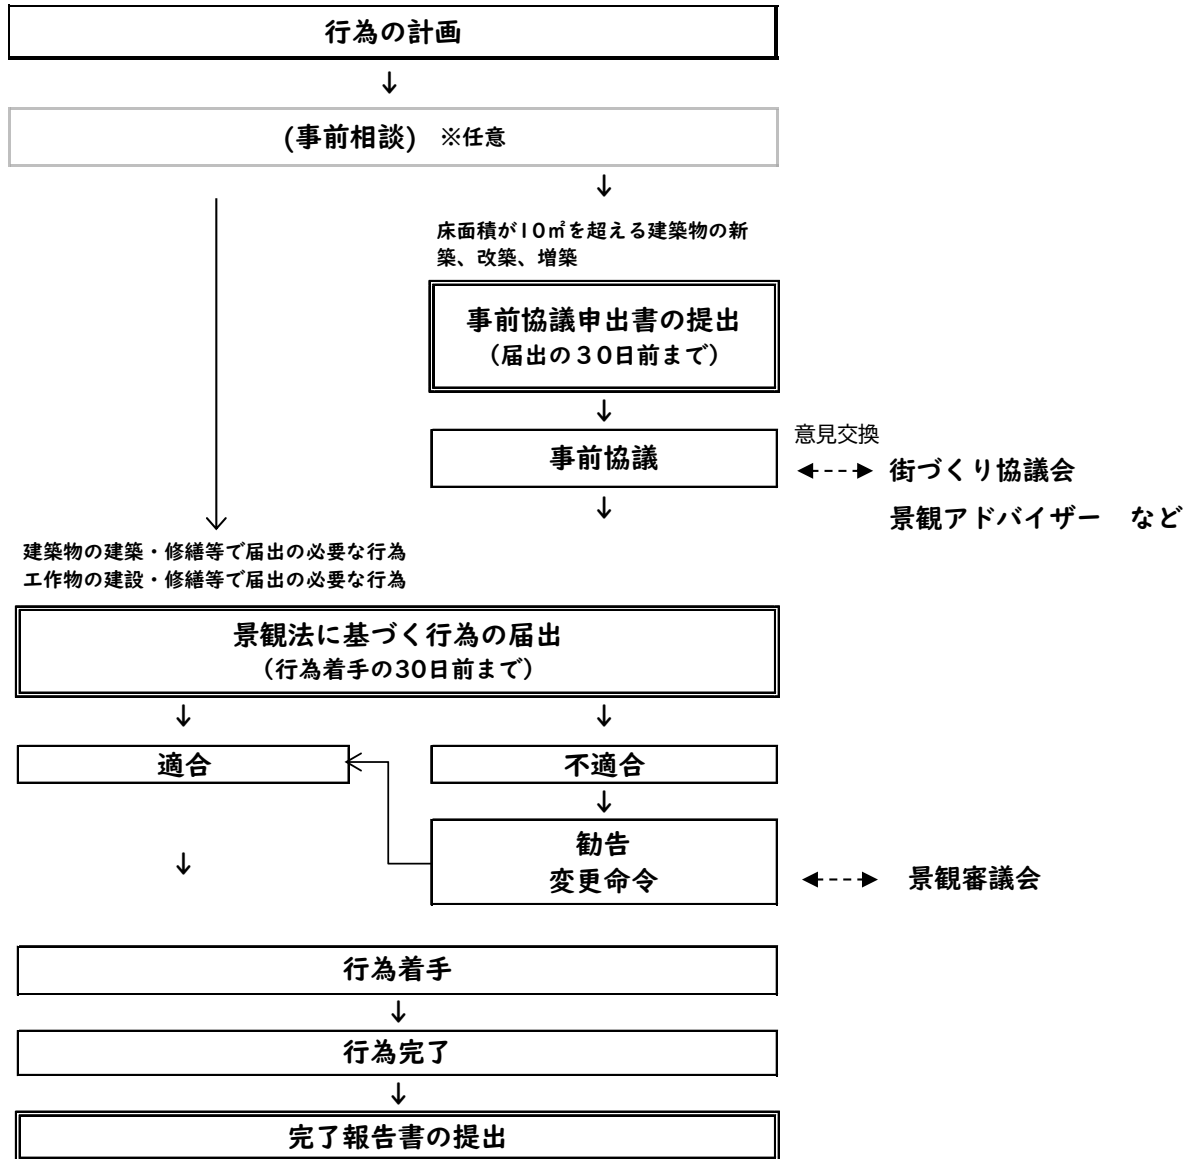 行為の計画
(事前相談) ※任意
床面積が10㎡を超える建築物の新
築、改築、増築
事前協議申出書の提出
(届出の30日前まで)
事前協議
意見交換
街づくり協議会
景観アドバイザー　など
建築物の建築・修繕等で届出の必要な行為
工作物の建設・修繕等で届出の必要な行為
景観法に基づく行為の届出
(行為着手の30日前まで)
適合
不適合
勧告
変更命令
景観審議会
行為着手
行為完了
完了報告書の提出